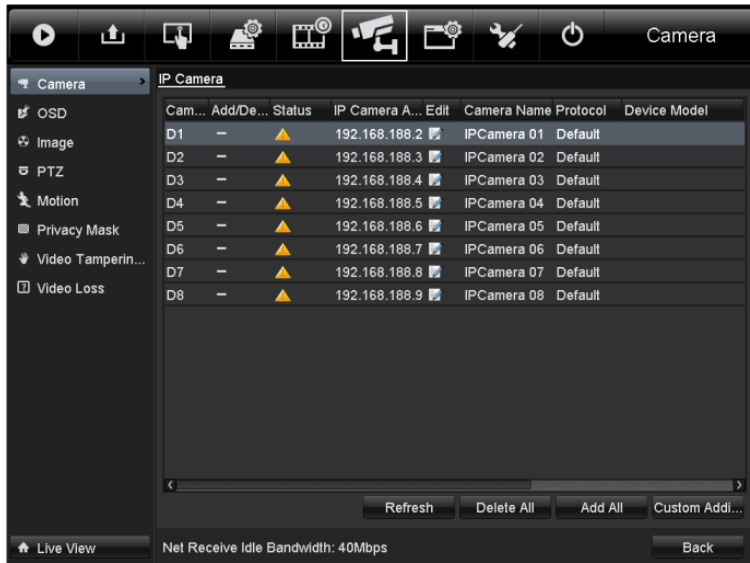 Camera
Camera
OSD
Image
PTZ
Motion
Privacy Mask
Video Tamperin...
Video Loss
Live View
IP Camera
Cam... Add/De... Status IP Camera A... Edit Camera Name Protocol Device Model
D1 192.168.188.2 IPCamera 01 Default
D2 192.168.188.3 IPCamera 02 Default
D3 192.168.188.4 IPCamera 03 Default
D4 192.168.188.5 IPCamera 04 Default
D5 192.168.188.6 IPCamera 05 Default
D6 192.168.188.7 IPCamera 06 Default
D7 192.168.188.8 IPCamera 07 Default
D8 192.168.188.9 IPCamera 08 Default
Refresh Delete All Add All Custom Addi...
Net Receive Idle Bandwidth: 40Mbps
Back